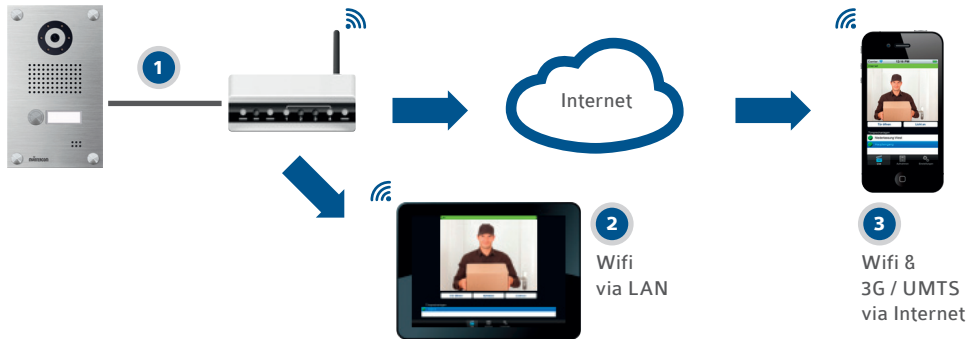 1
Internet
2
Wifi
via LAN
3
Wifi &
3G / UMTS
via Internet